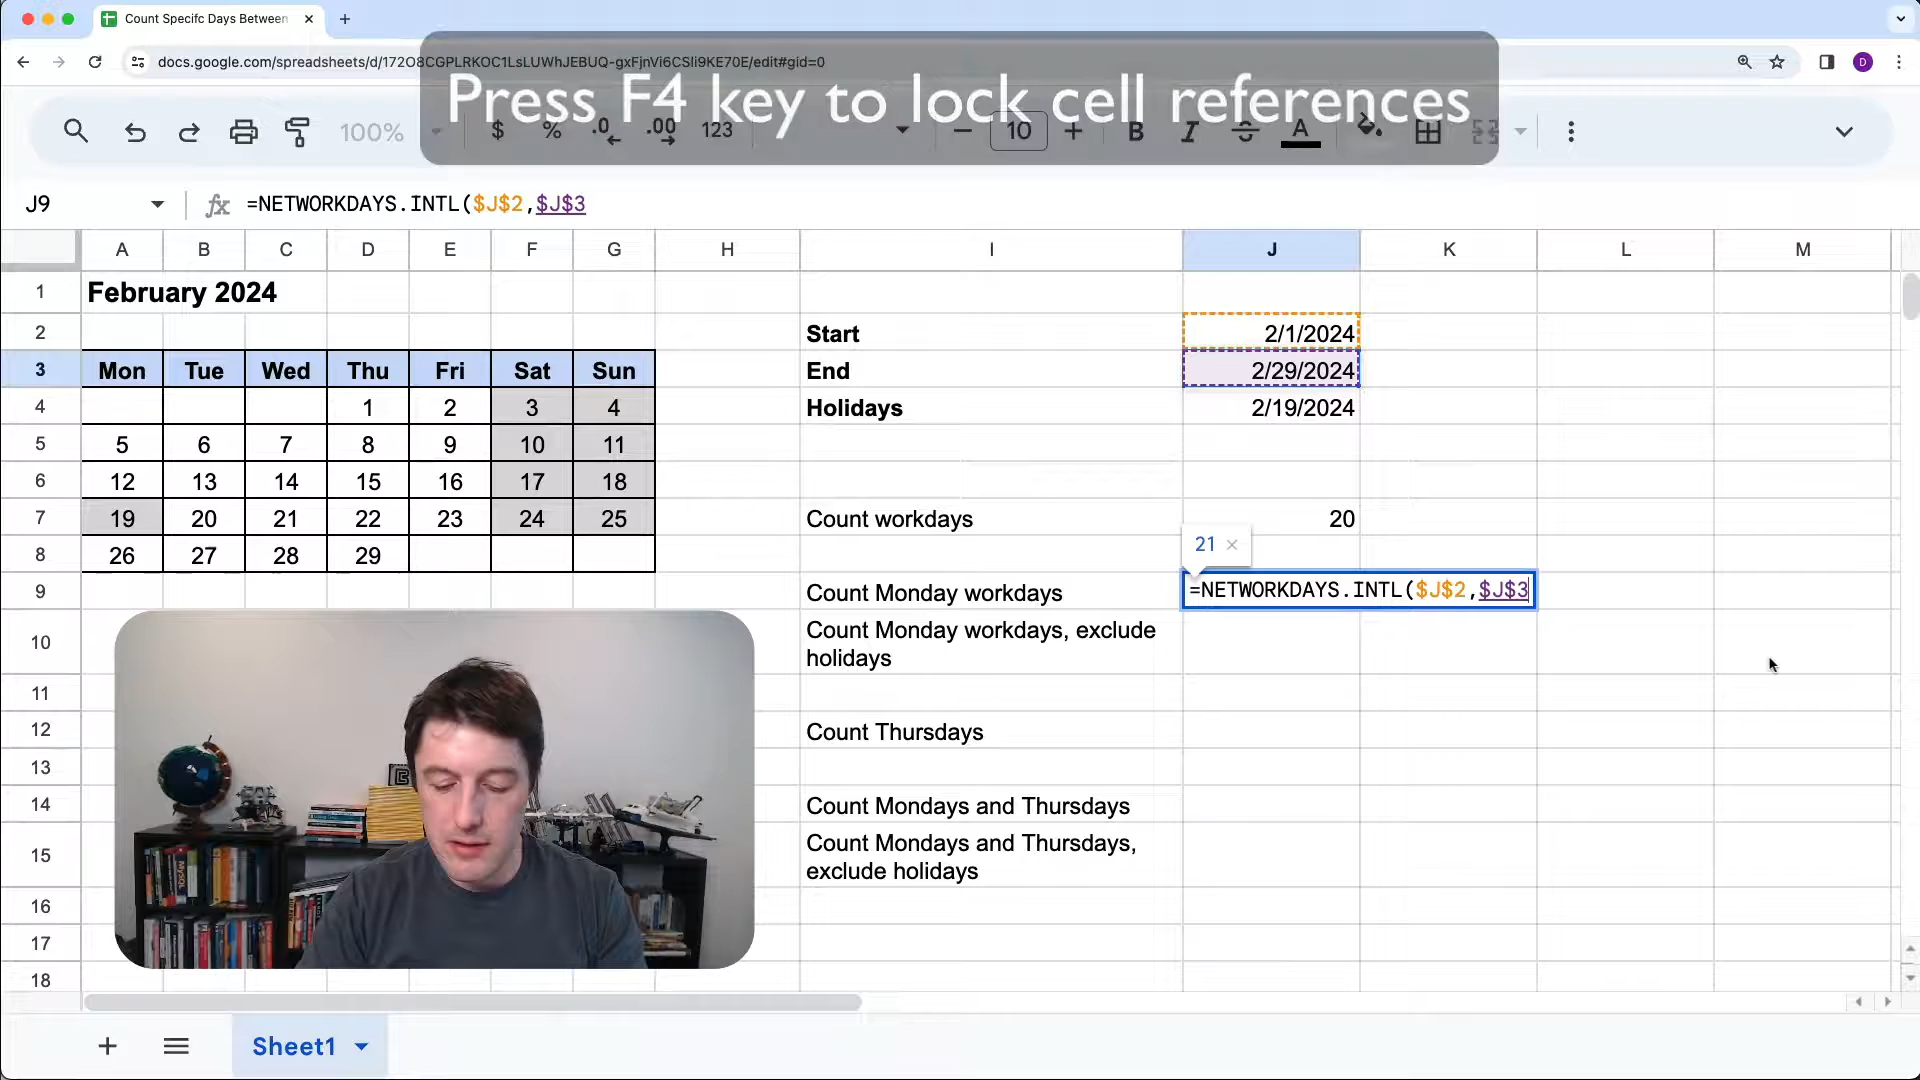 Count Specifc Days Between
docs.google.com/spreadsheets/d/172O8CGPLRKOC1LsLUWhJEBUQ-gxFjnVi6CSli9KE70E/edit#gid=0
D
Press F4 key to lock cell references
100% $ % .0 .00 123 10 B I S A
J9 fx =NETWORKDAYS.INTL($J$2,$J$3
A B C D E F G H I J K L M
1 February 2024
2 Start 2/1/2024
3 Mon Tue Wed Thu Fri Sat Sun End 2/29/2024
4 1 2 3 4 Holidays 2/19/2024
5 5 6 7 8 9 10 11
6 12 13 14 15 16 17 18
7 19 20 21 22 23 24 25 Count workdays 20
8 26 27 28 29 21 ×
9 Count Monday workdays =NETWORKDAYS.INTL($J$2,$J$3
10 Count Monday workdays, exclude
holidays
11
12 Count Thursdays
13
14 Count Mondays and Thursdays
15 Count Mondays and Thursdays,
exclude holidays
16
17
18
MySQL
Sheet1